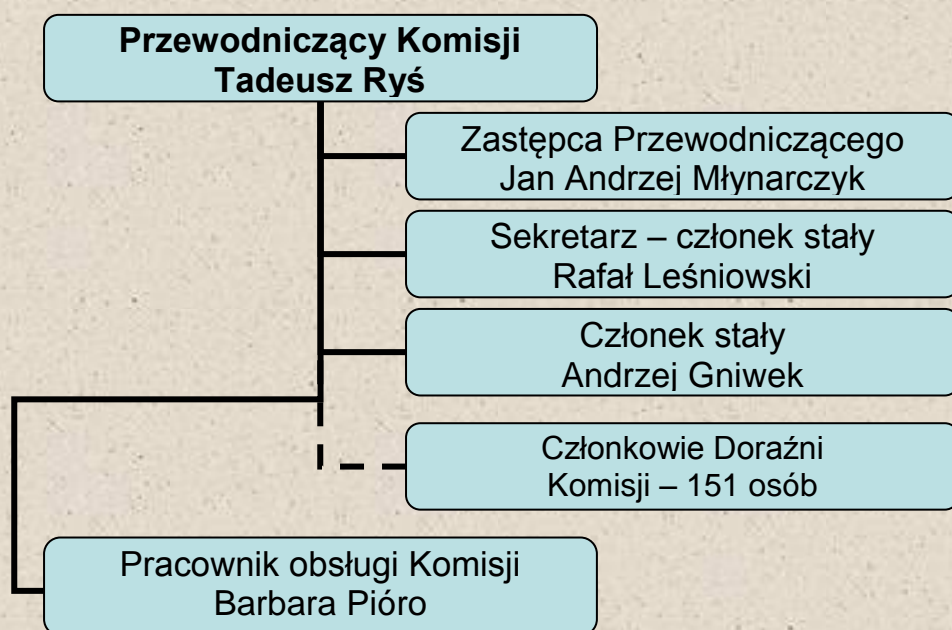 Przewodniczący Komisji
Tadeusz Ryś
Zastępca Przewodniczącego
Jan Andrzej Młynarczyk
Sekretarz – członek stały
Rafał Leśniowski
Członek stały
Andrzej Gniwek
Członkowie Doraźni
Komisji – 151 osób
Pracownik obsługi Komisji
Barbara Pióro